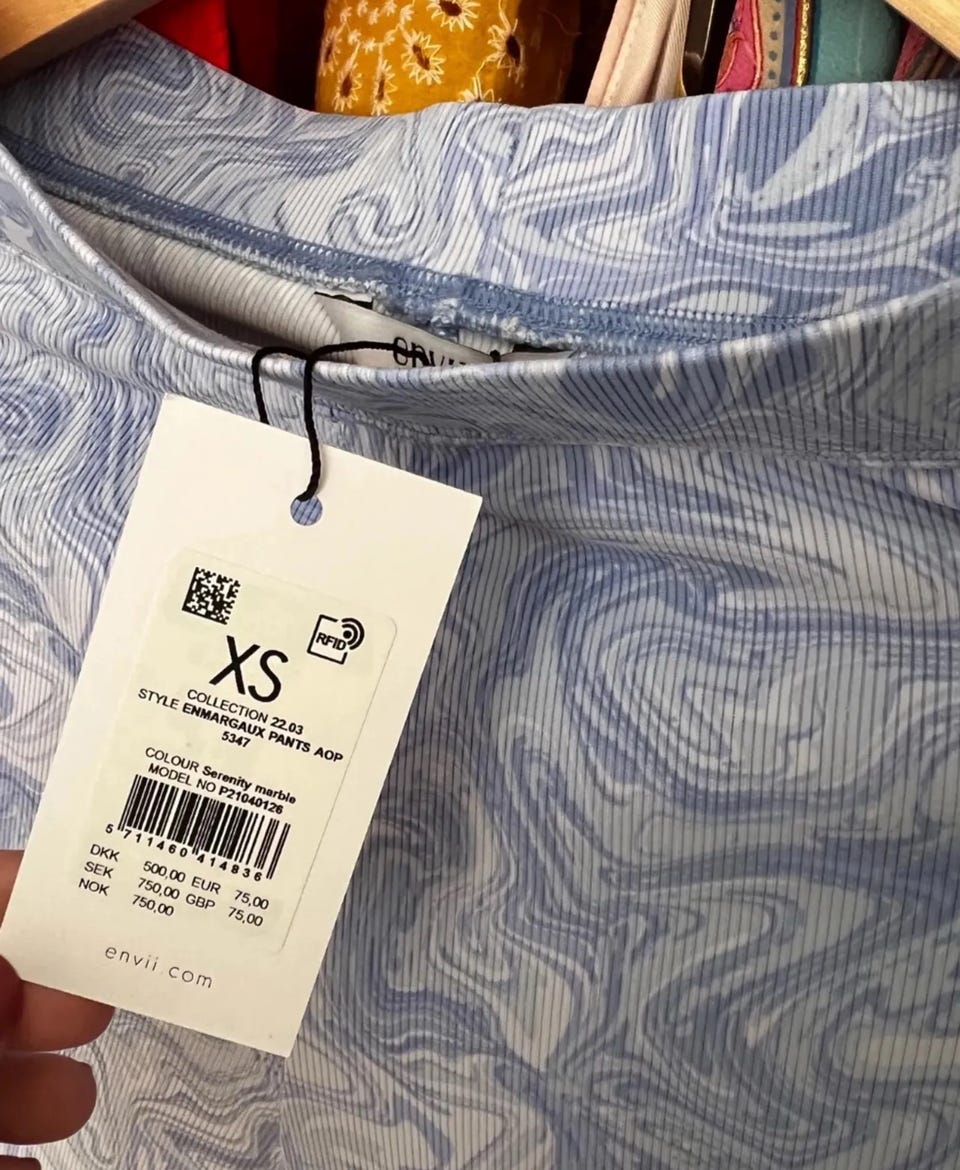 envii
RFID
XS
COLLECTION 22.03
STYLE ENMARGAUX PANTS AOP
5347
COLOUR Serenity marble
MODEL NO P21040126
5 711460 414836
DKK 500,00 EUR 75,00
SEK 750,00 GBP 75,00
NOK 750,00
envii.com